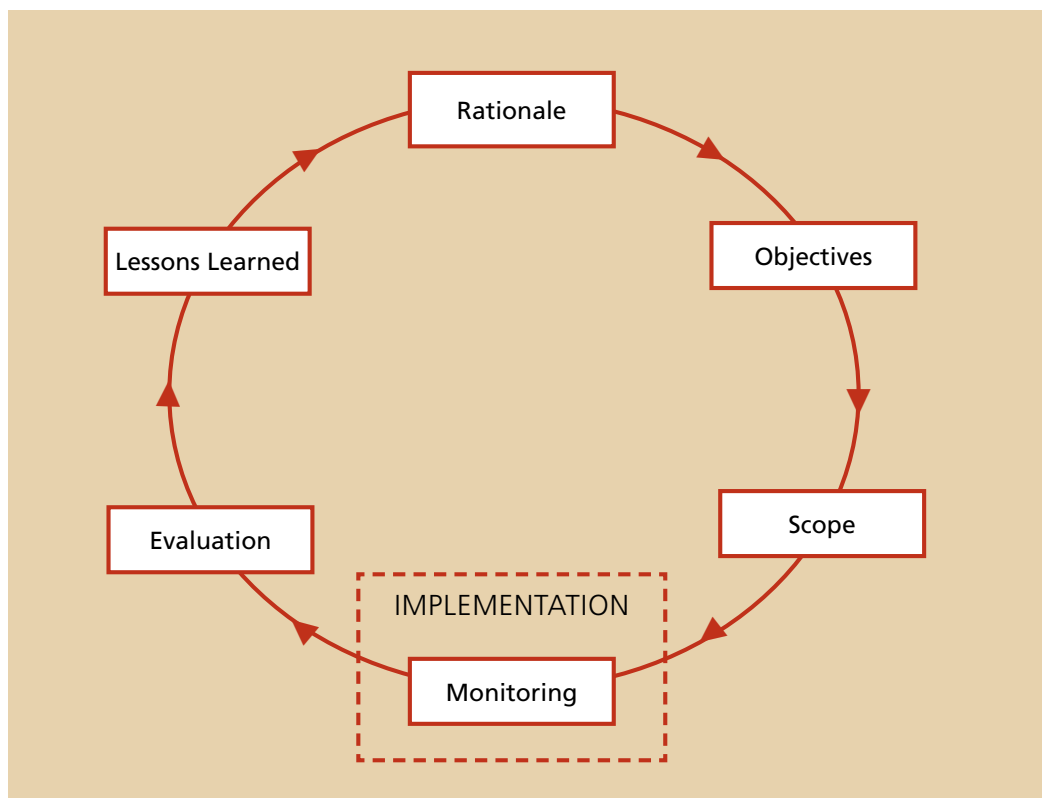 Rationale
Objectives
Scope
IMPLEMENTATION
Monitoring
Evaluation
Lessons Learned